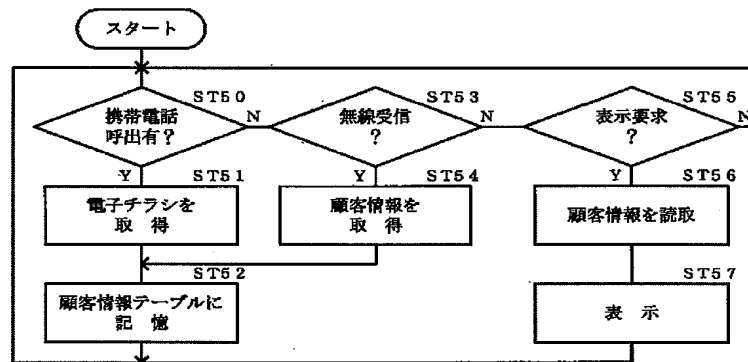 スタート
ST50
携帯電話
呼出有？
N
Y
ST53
無線受信
？
N
Y
ST55
表示要求
？
N
Y
ST51
電子チラシを
取　得
ST54
顧客情報を
取　得
ST56
顧客情報を読取
ST52
顧客情報テーブルに
記　憶
ST57
表　示